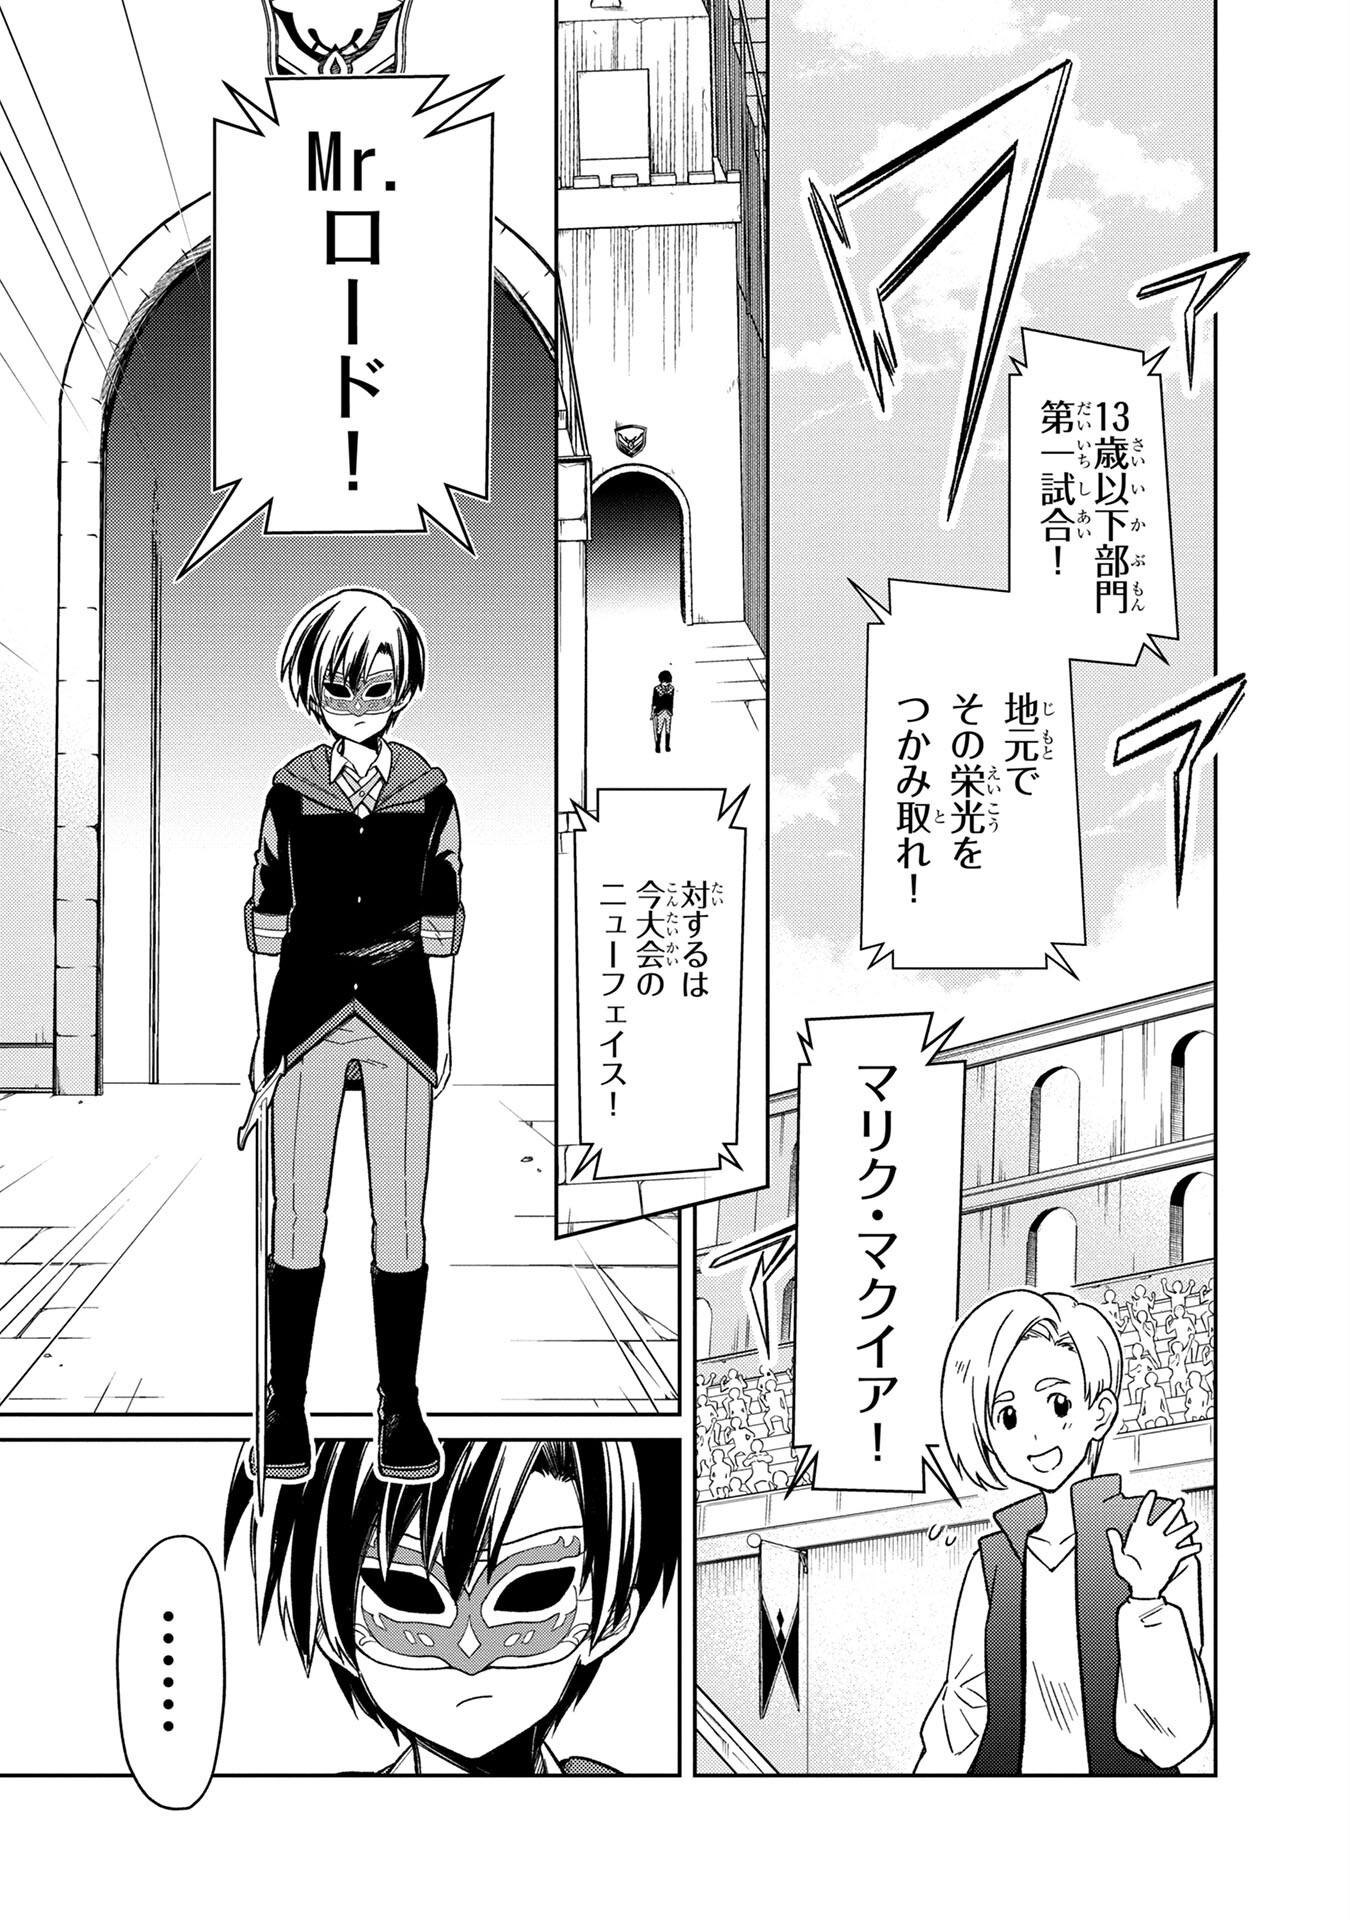 ワァ
ァ
13歳以下部門
第一試合！
地元で
その栄光を
つかみ取れ！
ァ
マリク・マクイア！
対するは
今大会の
ニューフェイス！
Mr.ロード！
……